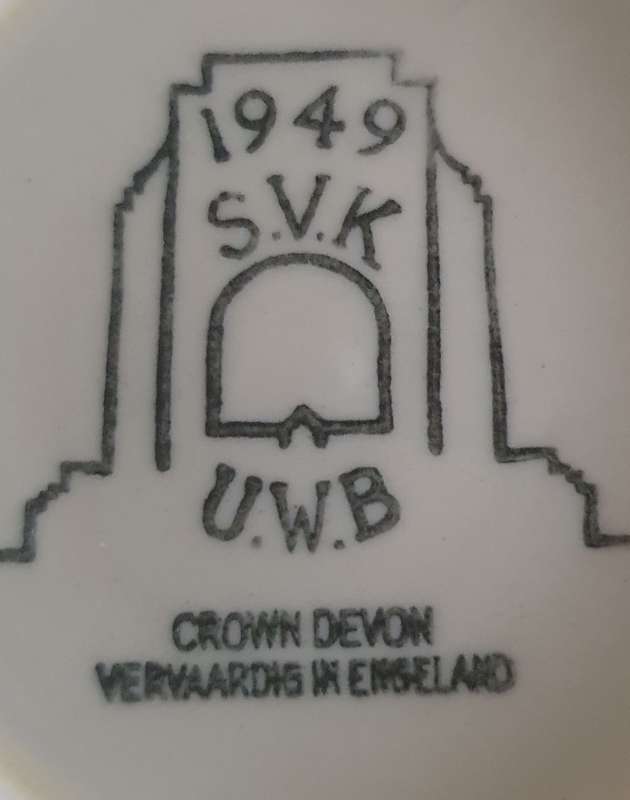 1949
S.V.K
U.W.B
CROWN DEVON
VERVAARDIG IN ENGELAND